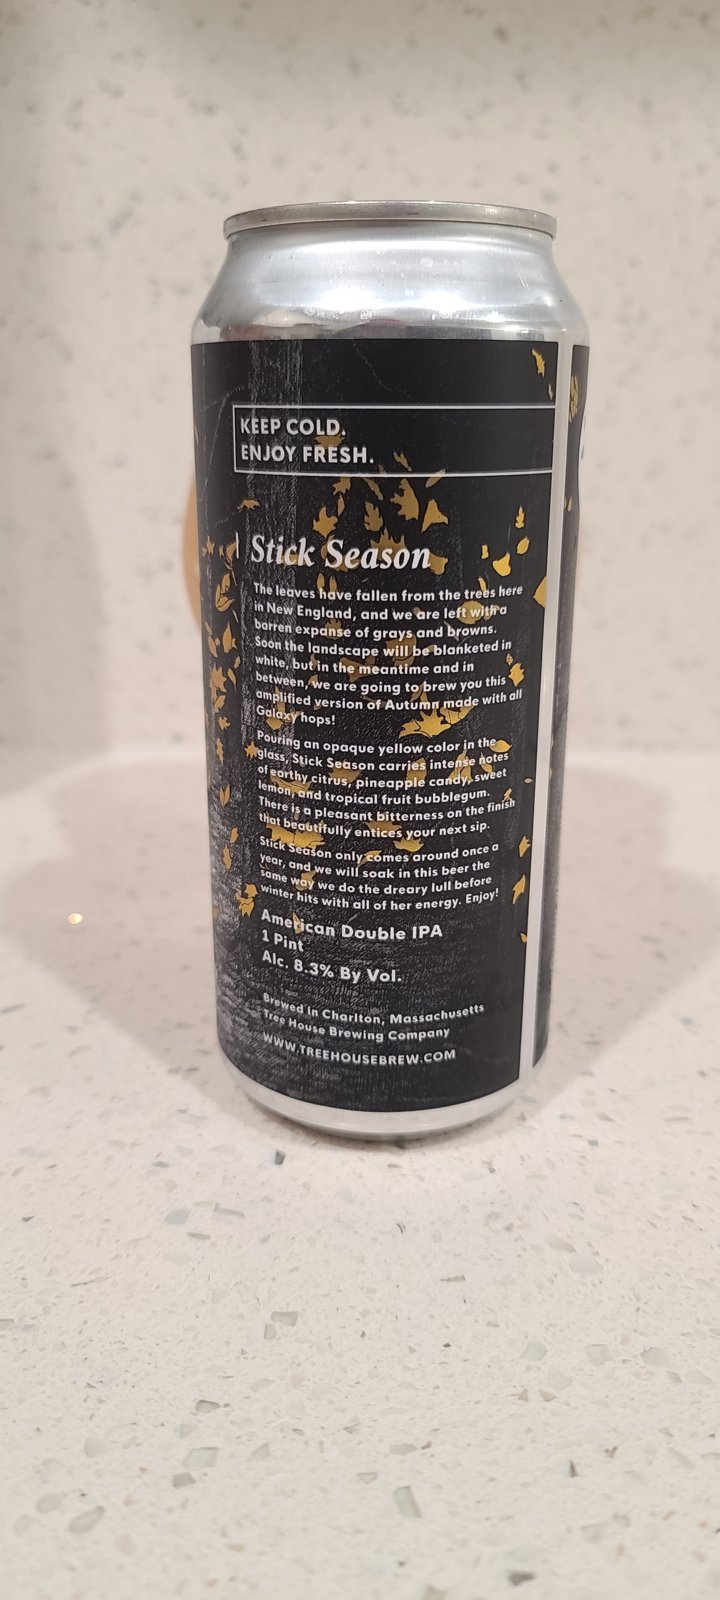 KEEP COLD.
ENJOY FRESH.
Stick Season
The leaves have fallen from the trees here
in New England, and we are left with a
barren expanse of grays and browns.
Soon the landscape will be blanketed in
white, but in the meantime and in
between, we are going to brew you this
amplified version of Autumn made with all
Galaxy hops!
Pouring an opaque yellow color in the
glass, Stick Season carries intense notes
of earthy citrus, pineapple candy, sweet
lemon, and tropical fruit bubblegum.
There is a pleasant bitterness on the finish
that beautifully entices your next sip.
Stick Season only comes around once a
year, and we will soak in this beer the
same way we do the dreary lull before
winter hits with all of her energy. Enjoy!
American Double IPA
1 Pint
Alc. 8.3% By Vol.
Brewed in Charlton, Massachusetts
Tree House Brewing Company
WWW.TREEHOUSEBREW.COM